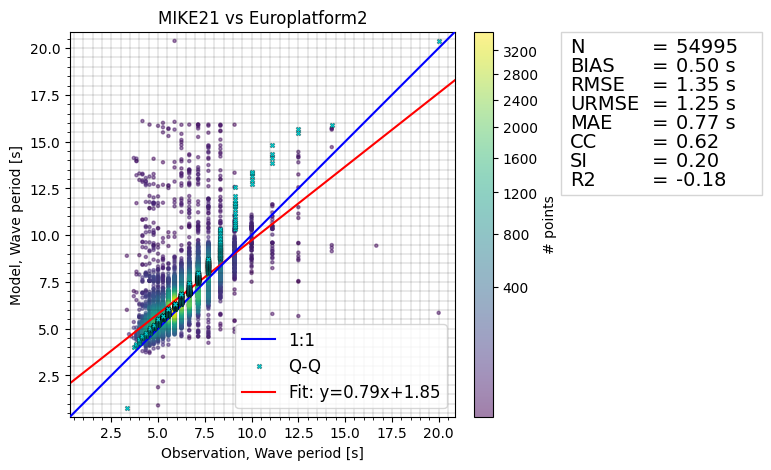 MIKE21 vs Europlatform2
20.0
17.5
15.0
12.5
10.0
7.5
5.0
2.5
Model, Wave period [s]
2.5 5.0 7.5 10.0 12.5 15.0 17.5 20.0
Observation, Wave period [s]
1:1
Q-Q
Fit: y=0.79x+1.85
3200
2800
2400
2000
1600
1200
800
400
# points
N = 54995
BIAS = 0.50 s
RMSE = 1.35 s
URMSE = 1.25 s
MAE = 0.77 s
CC = 0.62
SI = 0.20
R2 = -0.18